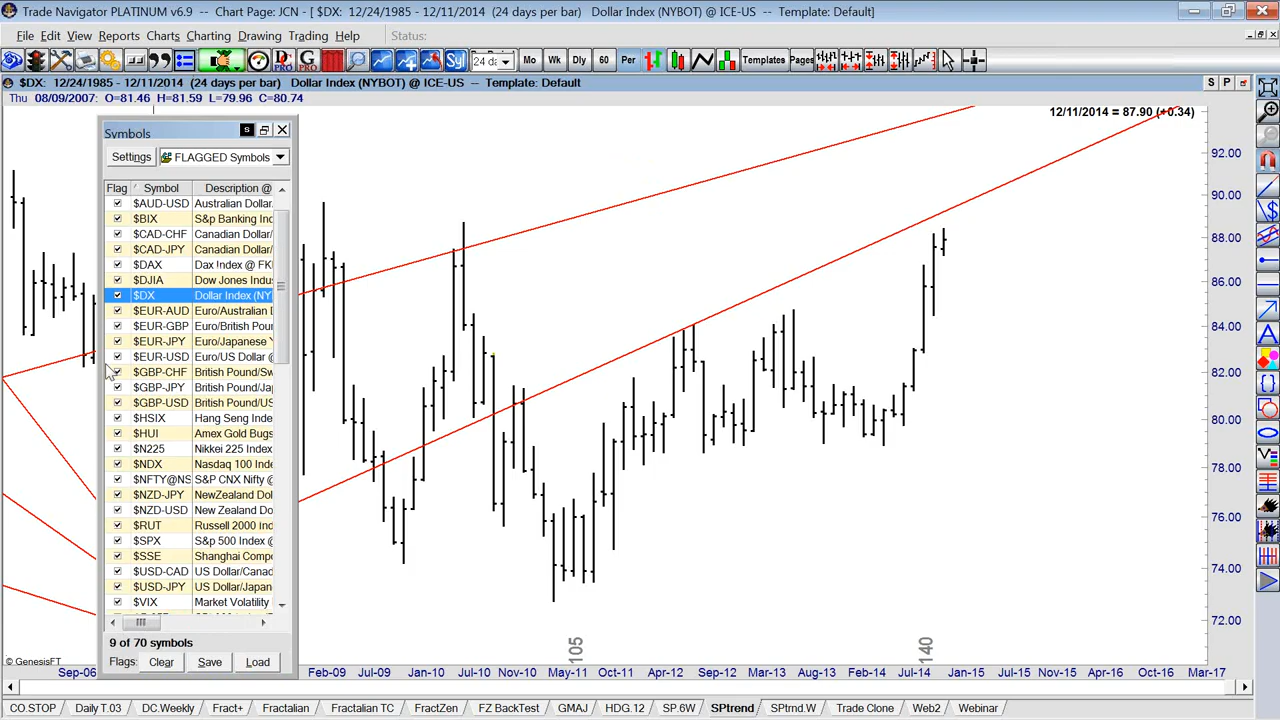 Trade Navigator PLATINUM v6.9 - Chart Page: JCN - [ $DX: 12/24/1985 - 12/11/2014 (24 days per bar) Dollar Index (NYBOT) @ ICE-US -- Template: Default]
File Edit View Reports Charts Charting Drawing Trading Help Status:
24 da Mo Wk Dly 60 Per Templates Pages
$DX: 12/24/1985 - 12/11/2014 (24 days per bar) Dollar Index (NYBOT) @ ICE-US -- Template: Default S P
Thu 08/09/2007: O=81.46 H=81.59 L=79.96 C=80.74
12/11/2014 = 87.90 (+0.34)
Symbols S
Settings FLAGGED Symbols
Flag Symbol Description @
$AUD-USD Australian Dollar/
$BIX S&p Banking Ind
$CAD-CHF Canadian Dollar/
$CAD-JPY Canadian Dollar/
$DAX Dax Index @ FK
$DJIA Dow Jones Indus
$DX Dollar Index (NY
$EUR-AUD Euro/Australian D
$EUR-GBP Euro/British Pour
$EUR-JPY Euro/Japanese Y
$EUR-USD Euro/US Dollar @
$GBP-CHF British Pound/Sw
$GBP-JPY British Pound/Jap
$GBP-USD British Pound/US
$HSIX Hang Seng Index
$HUI Amex Gold Bugs
$N225 Nikkei 225 Index
$NDX Nasdaq 100 Inde
$NFTY@NS S&P CNX Nifty @
$NZD-JPY NewZealand Dol
$NZD-USD New Zealand Do
$RUT Russell 2000 Ind
$SPX S&p 500 Index @
$SSE Shanghai Compo
$USD-CAD US Dollar/Canad
$USD-JPY US Dollar/Japan
$VIX Market Volatility
9 of 70 symbols
Flags: Clear Save Load
92.00
90.00
88.00
86.00
84.00
82.00
80.00
78.00
76.00
74.00
72.00
105
140
© GenesisFT
Sep-06 Feb-09 Jul-09 Jan-10 Jul-10 Nov-10 May-11 Oct-11 Apr-12 Sep-12 Mar-13 Aug-13 Feb-14 Jul-14 Jan-15 Jul-15 Nov-15 Apr-16 Oct-16 Mar-17
CO.STOP Daily T.03 DC.Weekly Fract+ Fractalian Fractalian TC FractZen FZ BackTest GMAJ HDG.12 SP.6W SPtrend SPtrnd.W Trade Clone Web2 Webinar